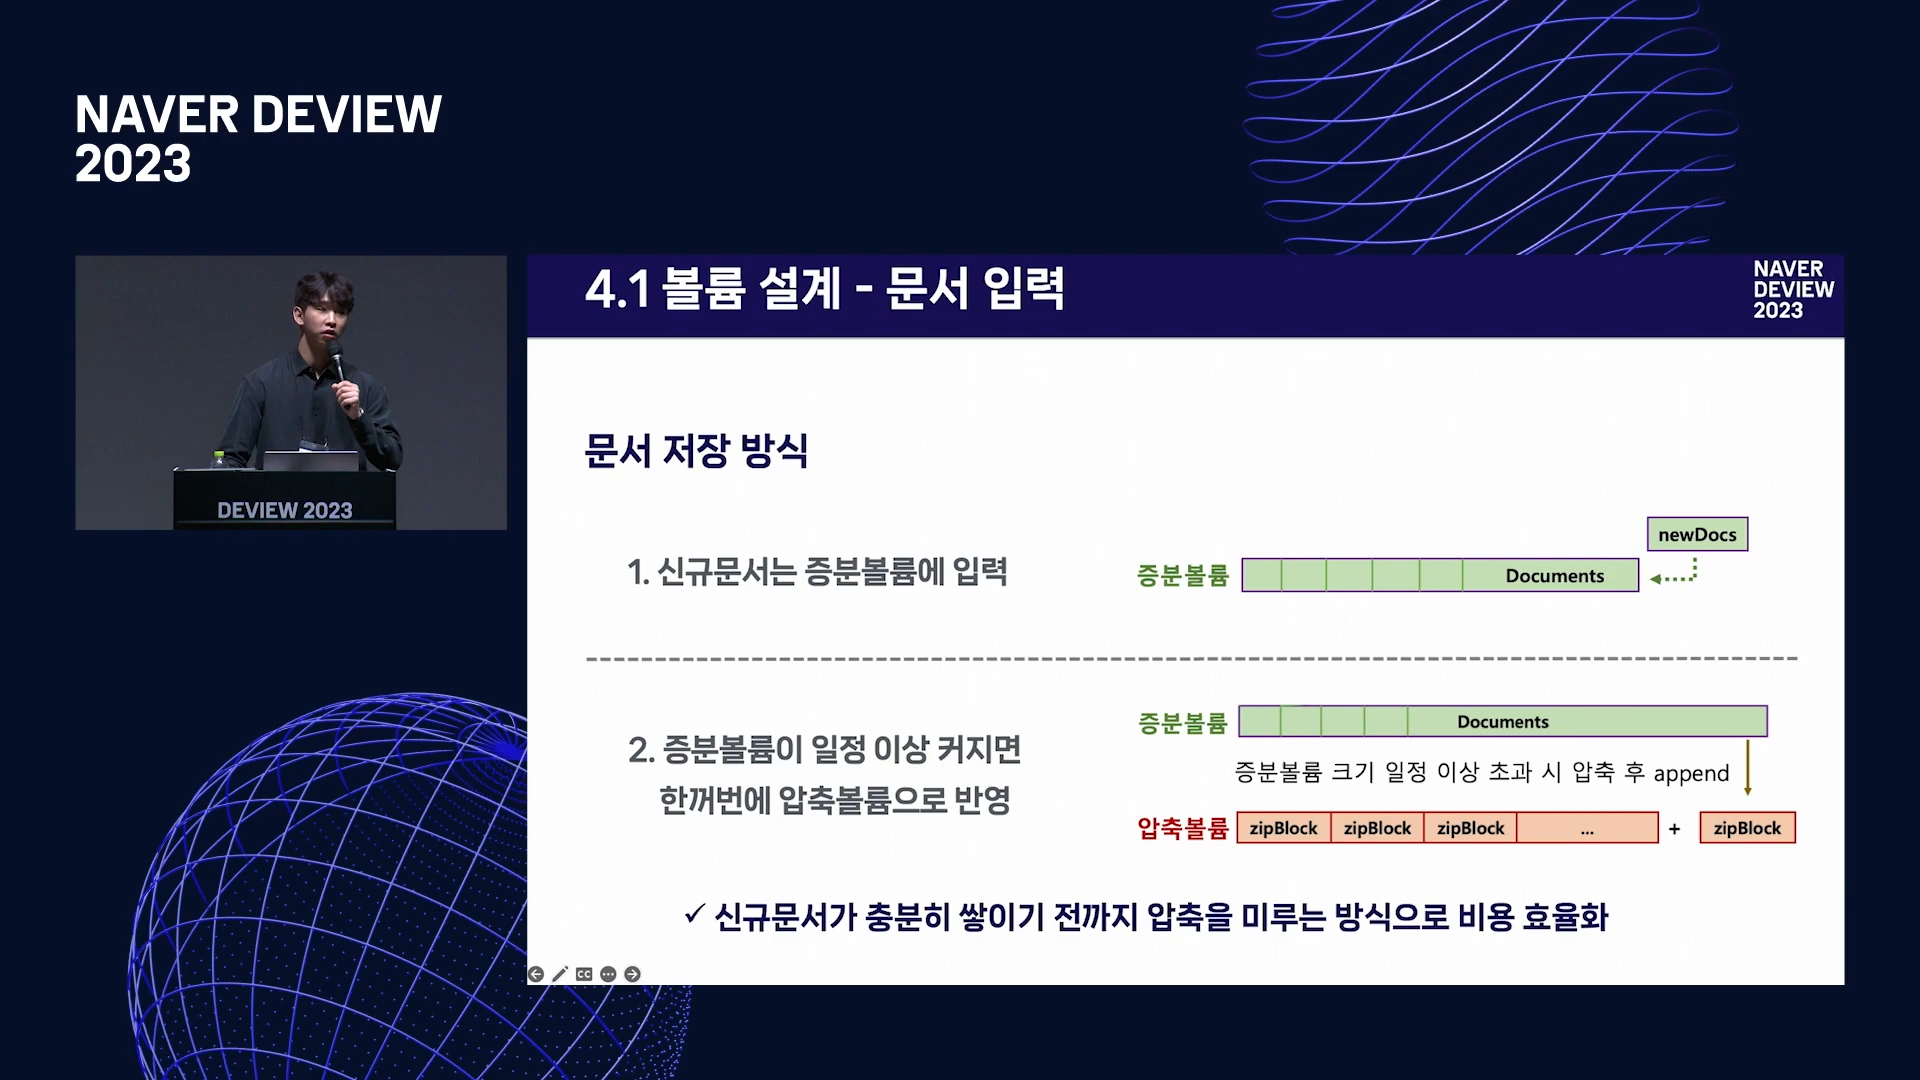 NAVER DEVIEW
2023
DEVIEW 2023
4.1 볼륨 설계 - 문서 입력
NAVER
DEVIEW
2023
문서 저장 방식
1. 신규문서는 증분볼륨에 입력
newDocs
증분볼륨
Documents
2. 증분볼륨이 일정 이상 커지면
한꺼번에 압축볼륨으로 반영
증분볼륨
Documents
증분볼륨 크기 일정 이상 초과 시 압축 후 append
압축볼륨
zipBlock zipBlock zipBlock ... + zipBlock
✓ 신규문서가 충분히 쌓이기 전까지 압축을 미루는 방식으로 비용 효율화
CC